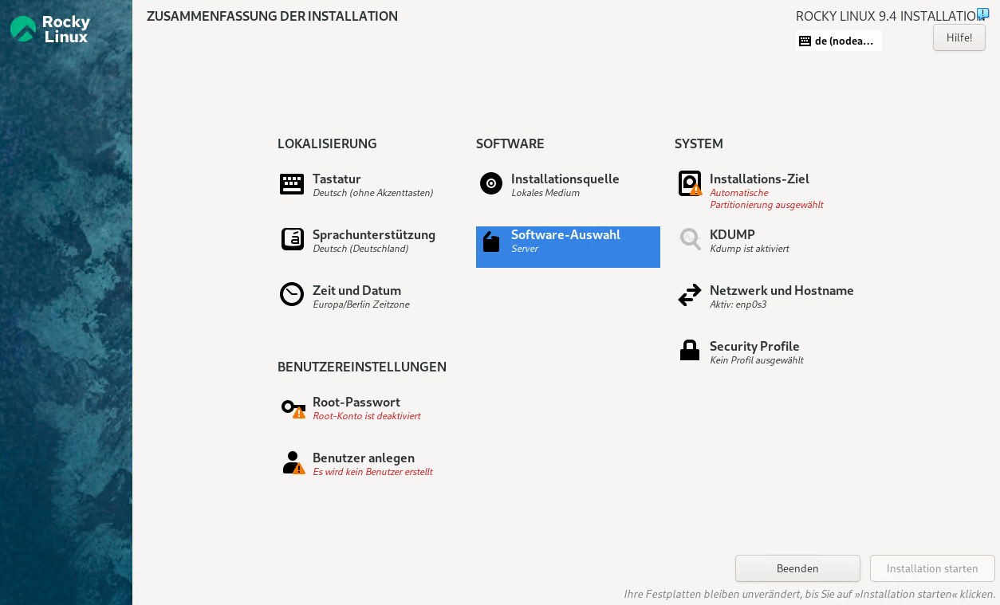 Rocky
Linux
ZUSAMMENFASSUNG DER INSTALLATION
ROCKY LINUX 9.4 INSTALLATION
de (nodea...
Hilfe!
LOKALISIERUNG
Tastatur
Deutsch (ohne Akzenttasten)
Sprachunterstützung
Deutsch (Deutschland)
Zeit und Datum
Europa/Berlin Zeitzone
SOFTWARE
Installationsquelle
Lokales Medium
Software-Auswahl
Server
SYSTEM
Installations-Ziel
Automatische
Partitionierung ausgewählt
KDUMP
Kdump ist aktiviert
Netzwerk und Hostname
Aktiv: enp0s3
Security Profile
Kein Profil ausgewählt
BENUTZEREINSTELLUNGEN
Root-Passwort
Root-Konto ist deaktiviert
Benutzer anlegen
Es wird kein Benutzer erstellt
Beenden
Installation starten
Ihre Festplatten bleiben unverändert, bis Sie auf »Installation starten« klicken.